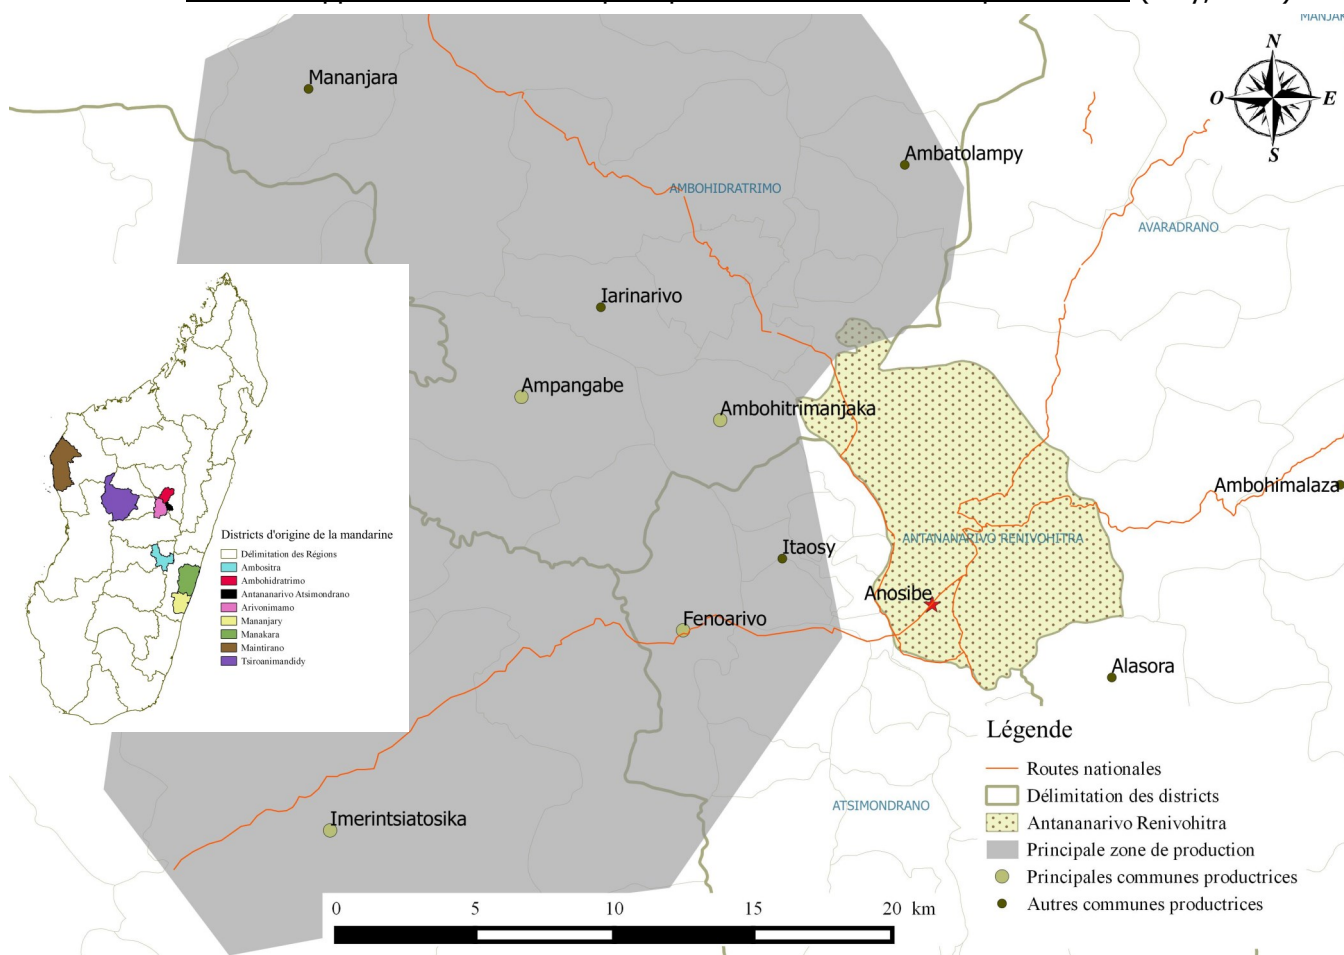 MANJAK
N
O
E
S
Mananjara
Ambatolampy
AMBOHIDRATRIMO
AVARADRANO
Iarinarivo
Ampangabe
Ambohitrimanjaka
Ambohimalaza
Itaosy
ANTANANARIVO RENIVOHITRA
Anosibe
Fenoarivo
Alasora
Imerintsiatosika
ATSIMONDRANO
Districts d'origine de la mandarine
Délimitation des Régions
Ambositra
Ambohidratrimo
Antananarivo Atsimondrano
Arivonimamo
Mananjary
Manakara
Maintirano
Tsiroanimandidy
Légende
Routes nationales
Délimitation des districts
Antananarivo Renivohitra
Principale zone de production
Principales communes productrices
Autres communes productrices
0 5 10 15 20 km